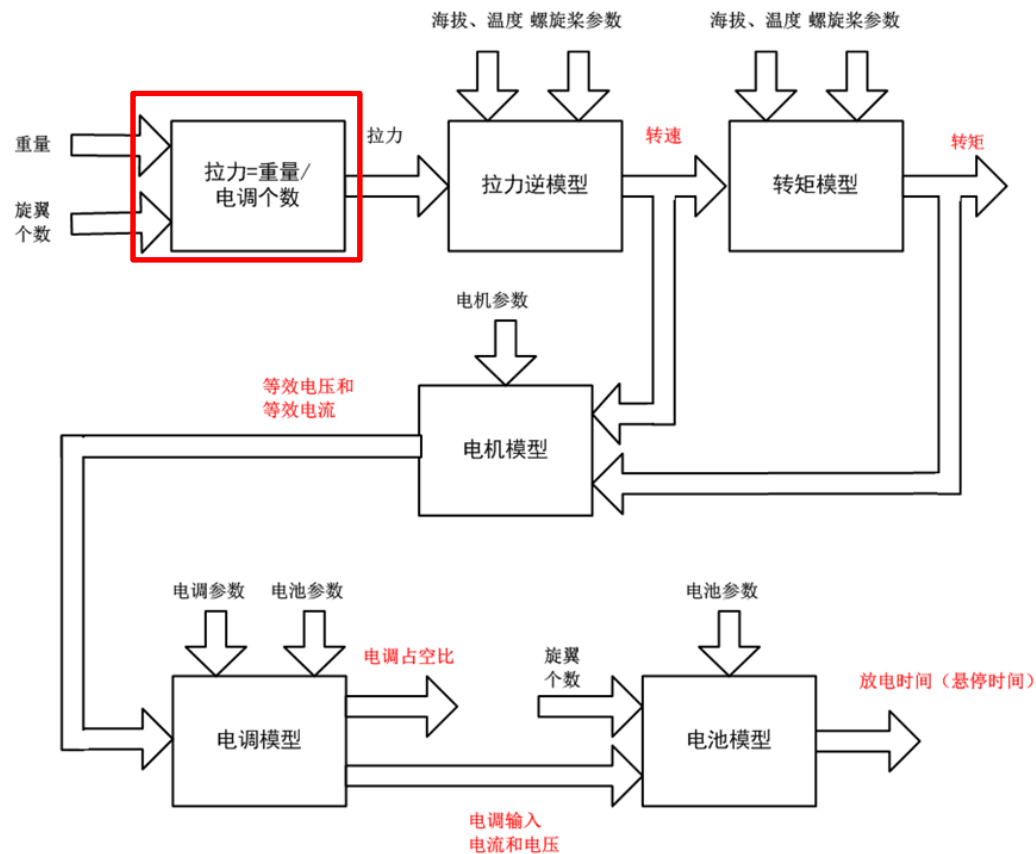 海拔、温度 螺旋桨参数
海拔、温度 螺旋桨参数
重量
旋翼
个数
拉力=重量/
电调个数
拉力
拉力逆模型
转速
转矩模型
转矩
电机参数
等效电压和
等效电流
电机模型
电调参数
电池参数
电调占空比
旋翼
个数
电池参数
放电时间（悬停时间）
电调模型
电池模型
电调输入
电流和电压